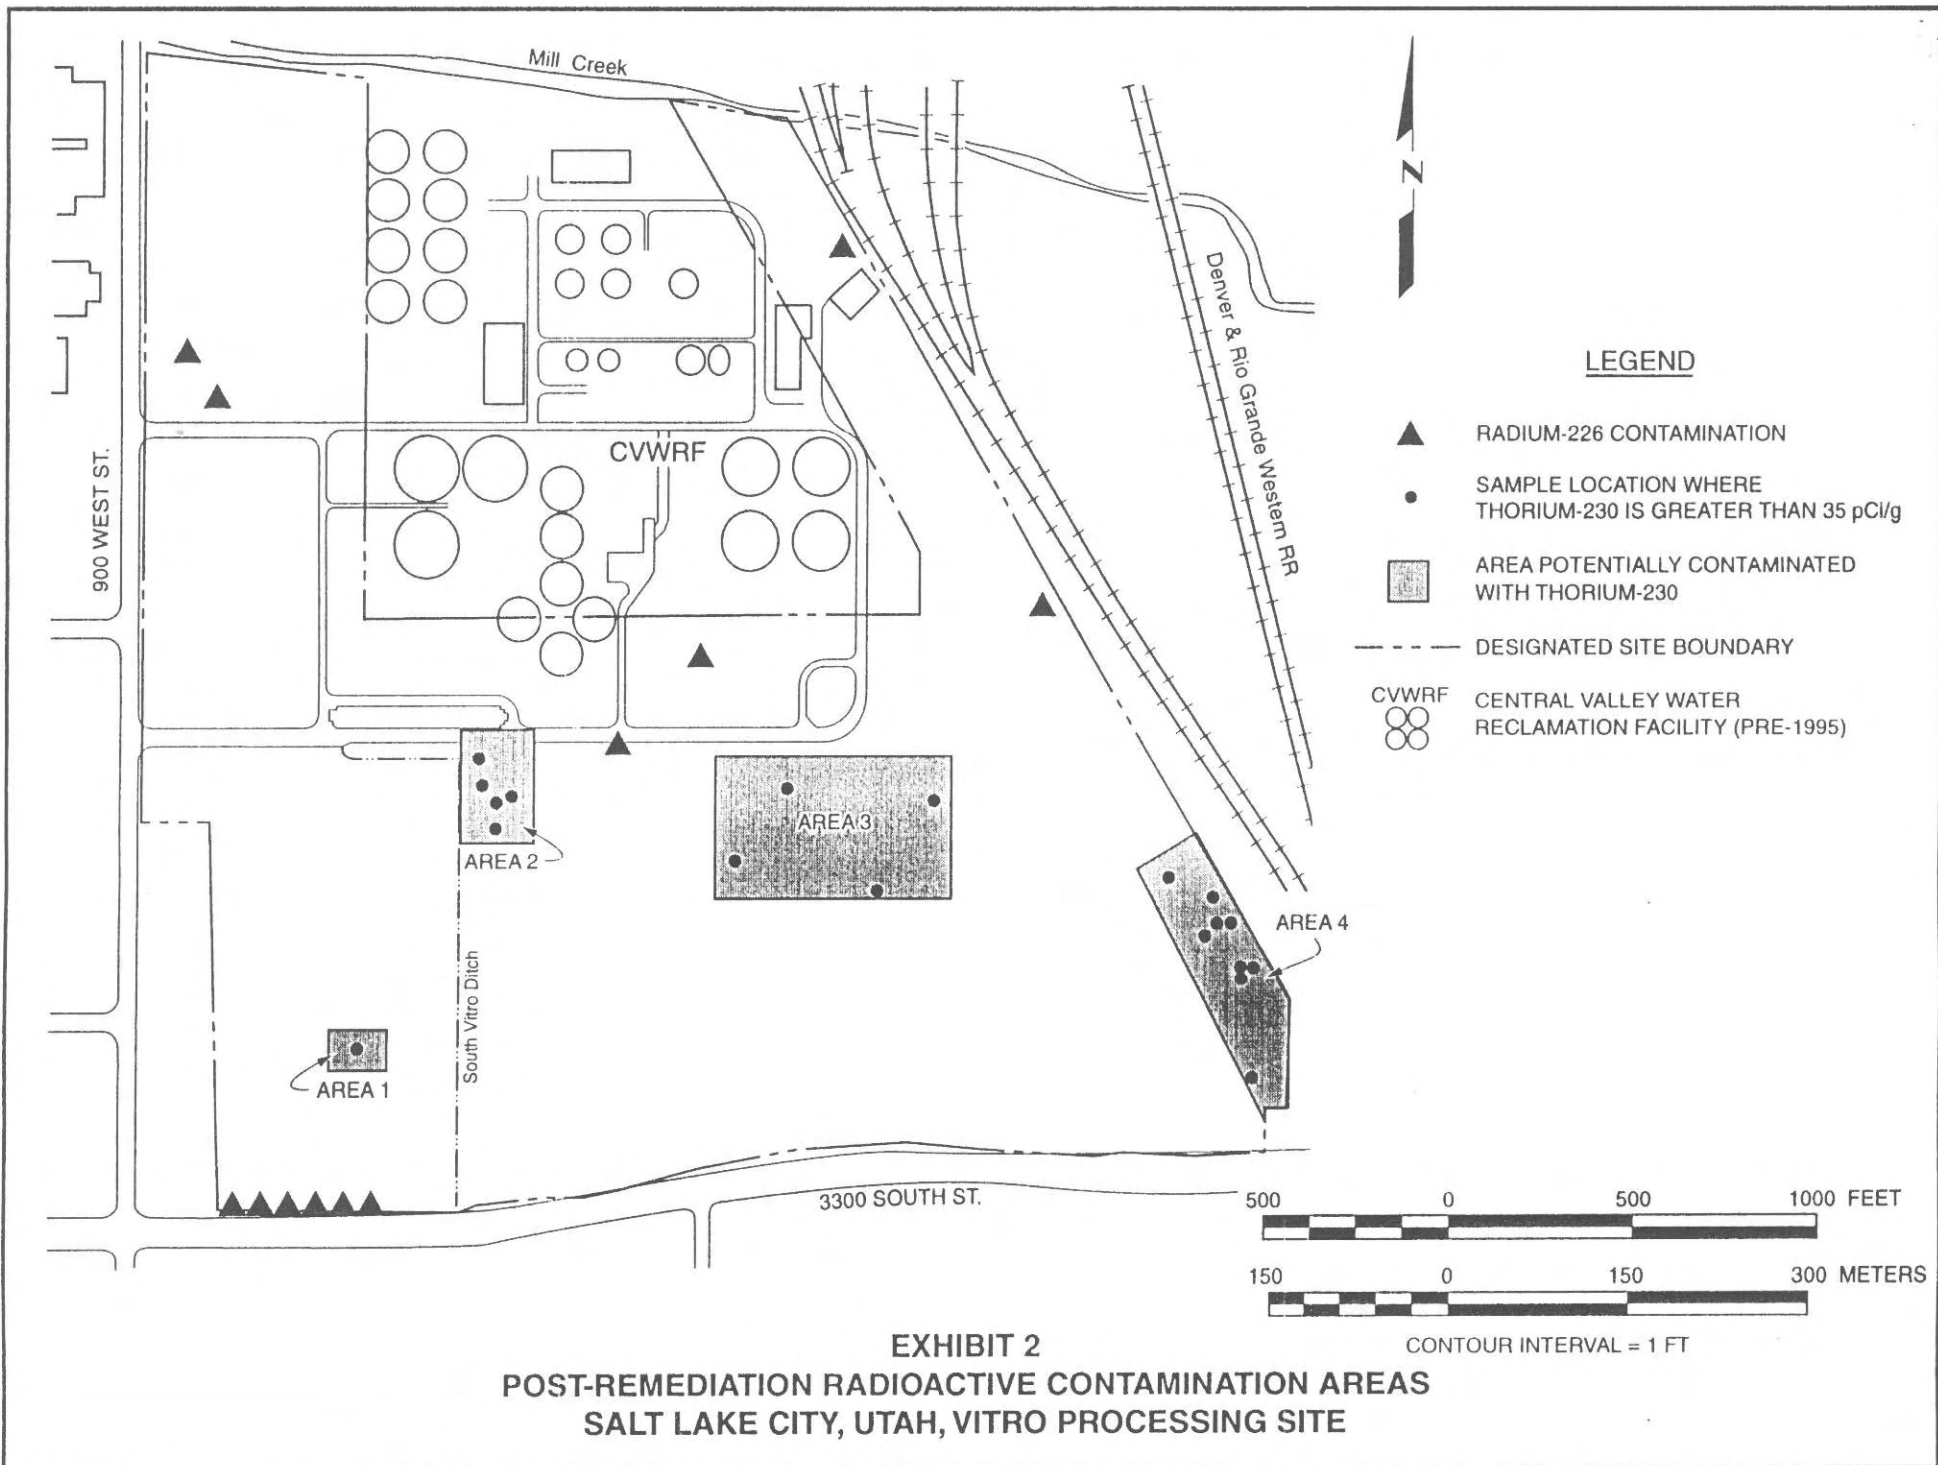 Mill Creek
N
900 WEST ST.
CVWRF
Denver & Rio Grande Western RR
LEGEND
RADIUM-226 CONTAMINATION
SAMPLE LOCATION WHERE
THORIUM-230 IS GREATER THAN 35 pCi/g
AREA POTENTIALLY CONTAMINATED
WITH THORIUM-230
DESIGNATED SITE BOUNDARY
CVWRF
CENTRAL VALLEY WATER
RECLAMATION FACILITY (PRE-1995)
AREA 3
AREA 2
AREA 4
South Vitro Ditch
AREA 1
3300 SOUTH ST.
500 0 500 1000 FEET
150 0 150 300 METERS
CONTOUR INTERVAL = 1 FT
EXHIBIT 2
POST-REMEDIATION RADIOACTIVE CONTAMINATION AREAS
SALT LAKE CITY, UTAH, VITRO PROCESSING SITE